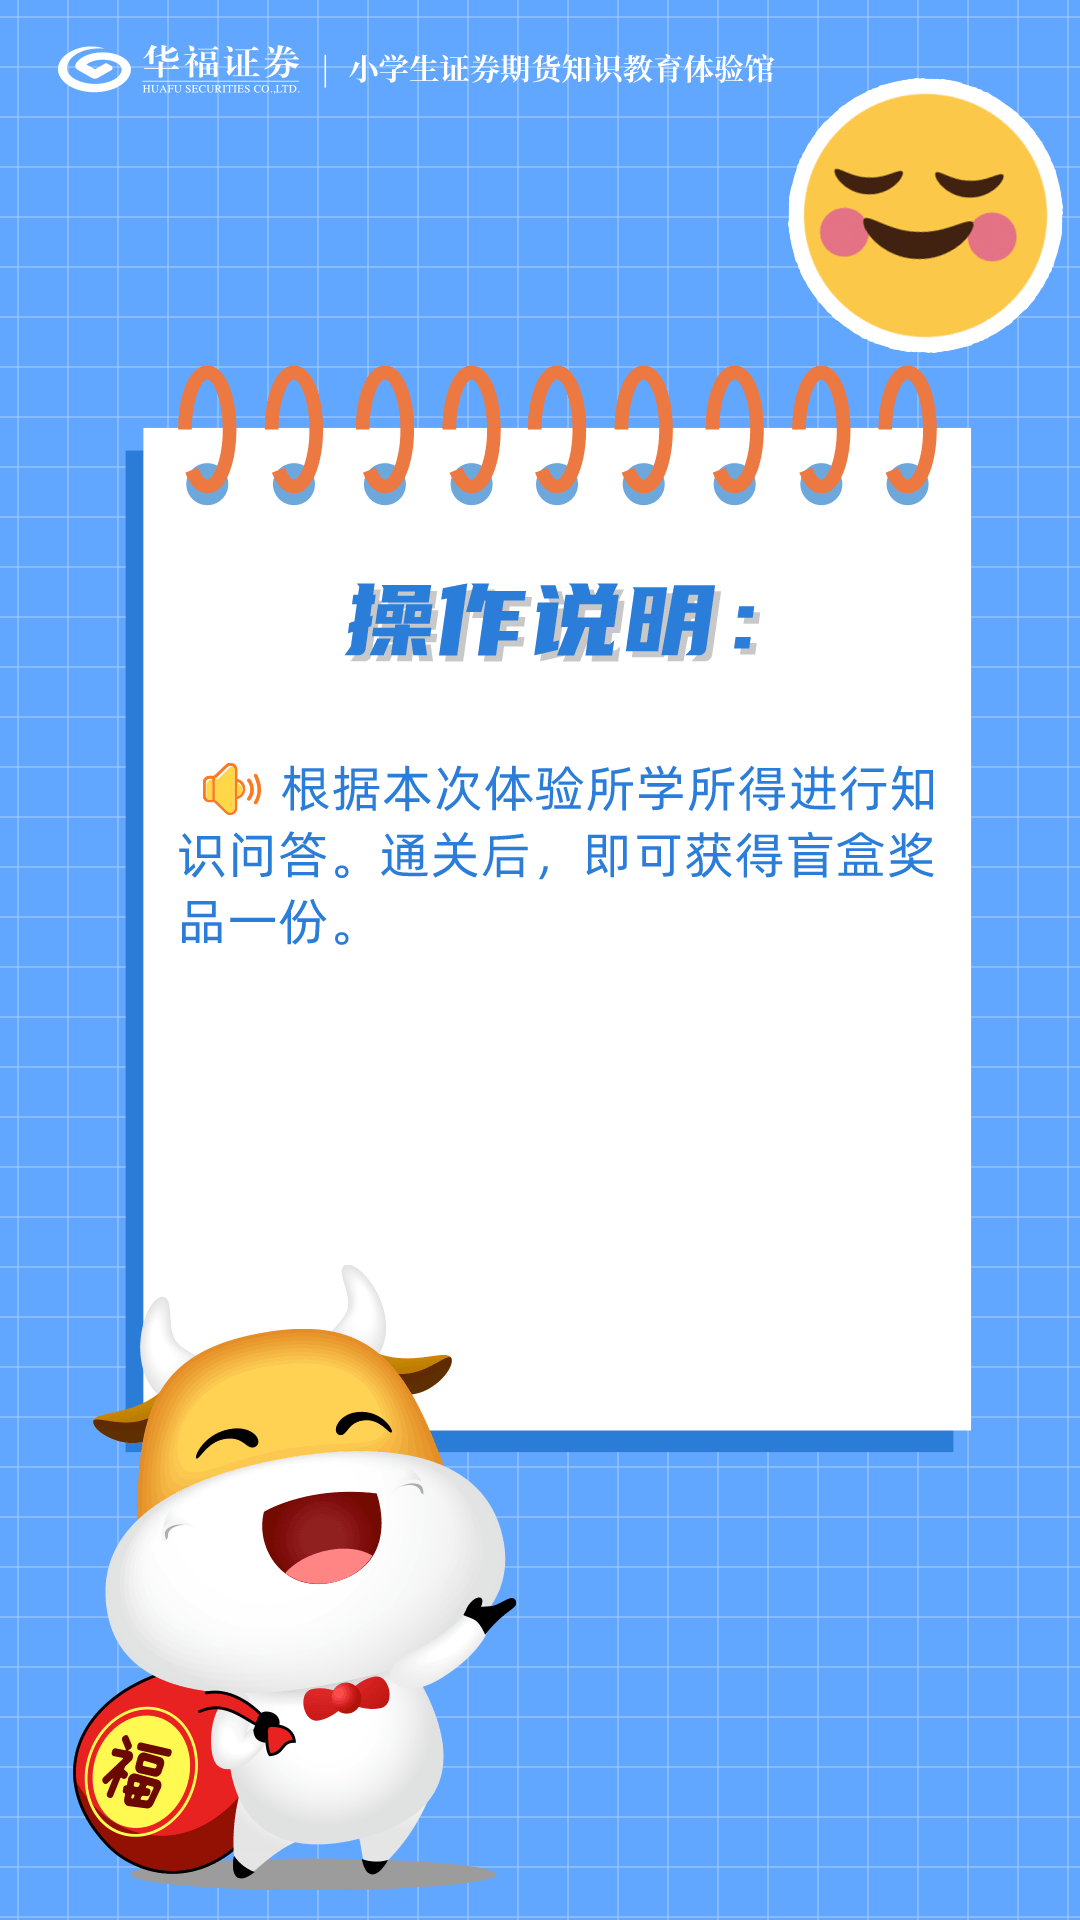 华福证券
HUAFU SECURITIES CO.,LTD.
小学生证券期货知识教育体验馆
操作说明：
根据本次体验所学所得进行知
识问答。通关后，即可获得盲盒奖
品一份。
福